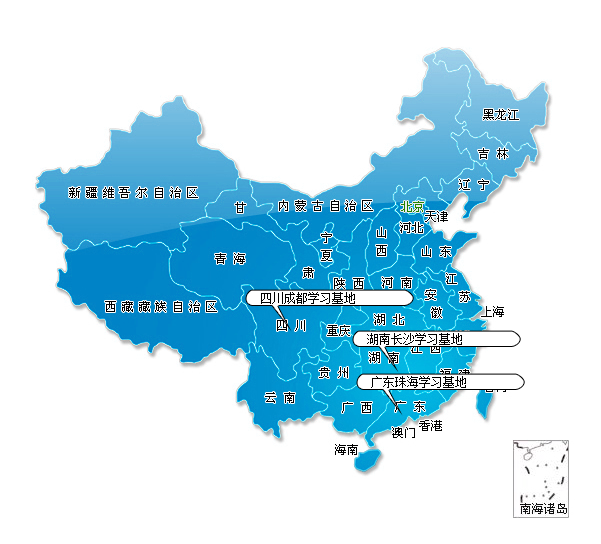 黑龙江
吉 林
辽 宁
新 疆 维 吾 尔 自 治 区
甘
内 蒙 古 自 治 区
北京
天津
河北
宁
夏
山
西
山 东
青 海
肃
陕 西
河 南
江
苏
安
徽
西 藏 藏 族 自 治 区
四川成都学习基地
上海
四 川
重庆
湖 北
湖南长沙学习基地
湖 南
江 西
贵 州
广东珠海学习基地
福 建
云 南
广 西
广 东
澳门
香港
海南
南海诸岛